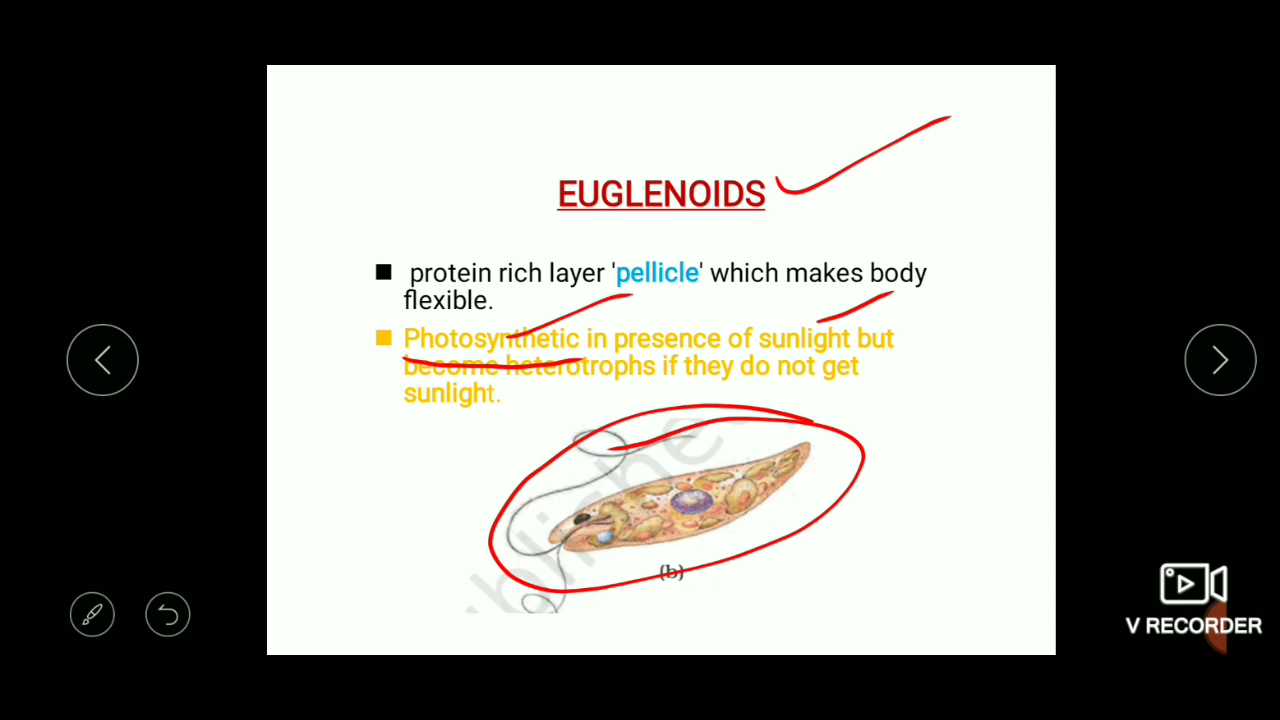 EUGLENOIDS
■ protein rich layer 'pellicle' which makes body
flexible.
■ Photosynthetic in presence of sunlight but
become heterotrophs if they do not get
sunlight.
(b)
V RECORDER